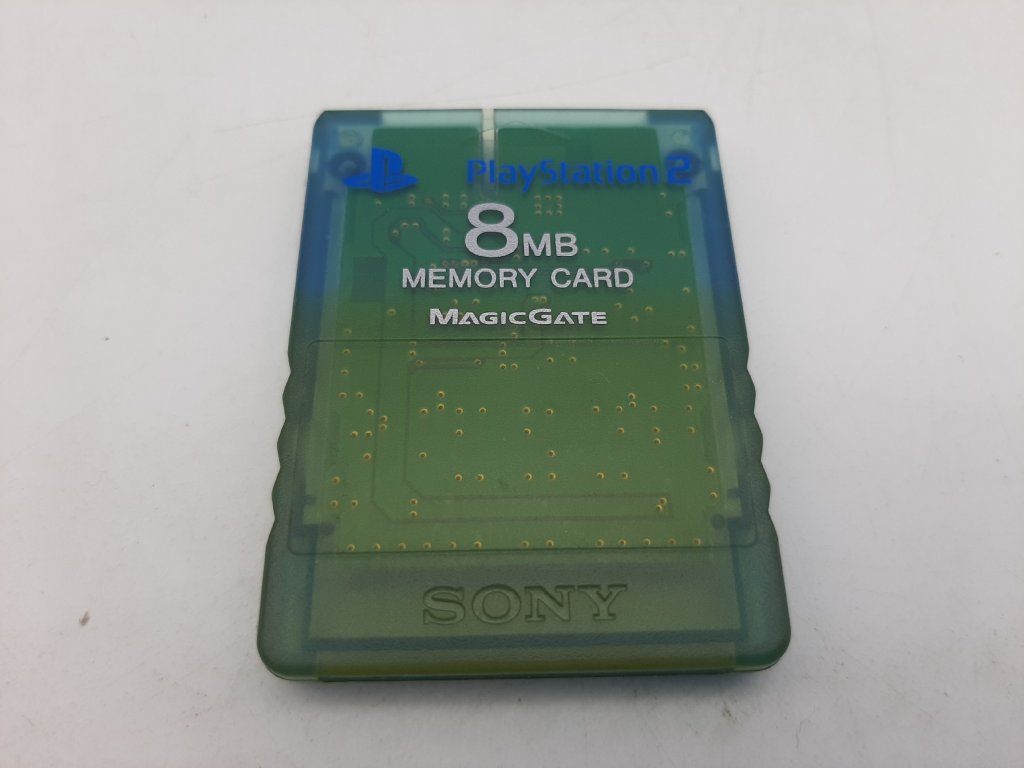 PlayStation 2
8MB
MEMORY CARD
MAGICGATE
SONY